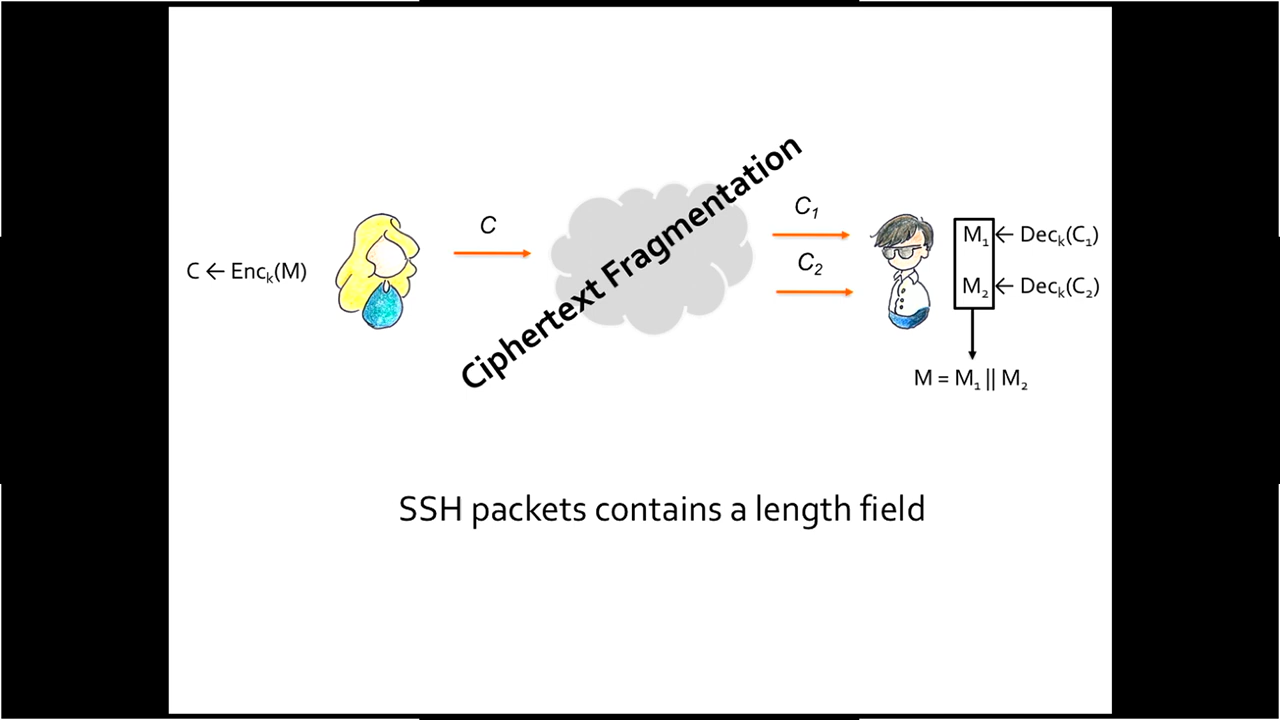 Ciphertext Fragmentation
C ← Encₖ(M)
C
C₁
C₂
M₁ ← Decₖ(C₁)
M₂ ← Decₖ(C₂)
M = M₁ || M₂
SSH packets contains a length field